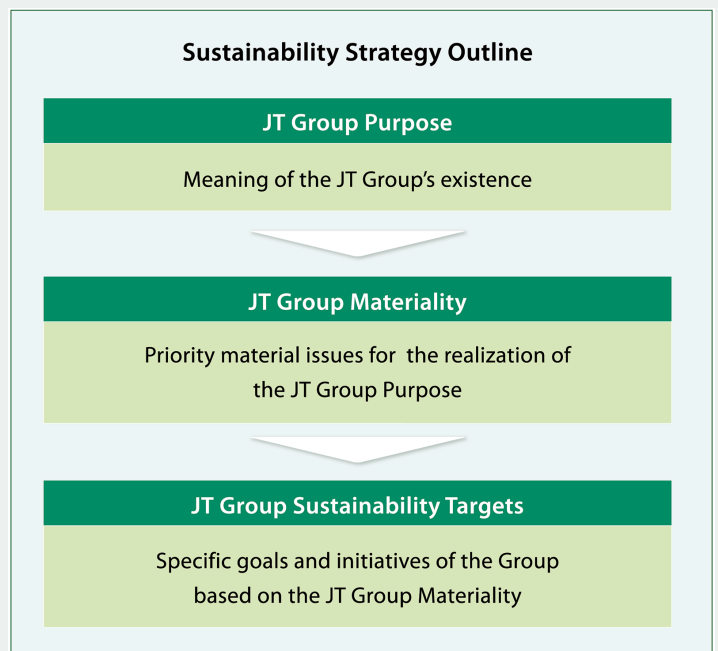 Sustainability Strategy Outline
JT Group Purpose
Meaning of the JT Group’s existence
JT Group Materiality
Priority material issues for  the realization of
the JT Group Purpose
JT Group Sustainability Targets
Specific goals and initiatives of the Group
based on the JT Group Materiality